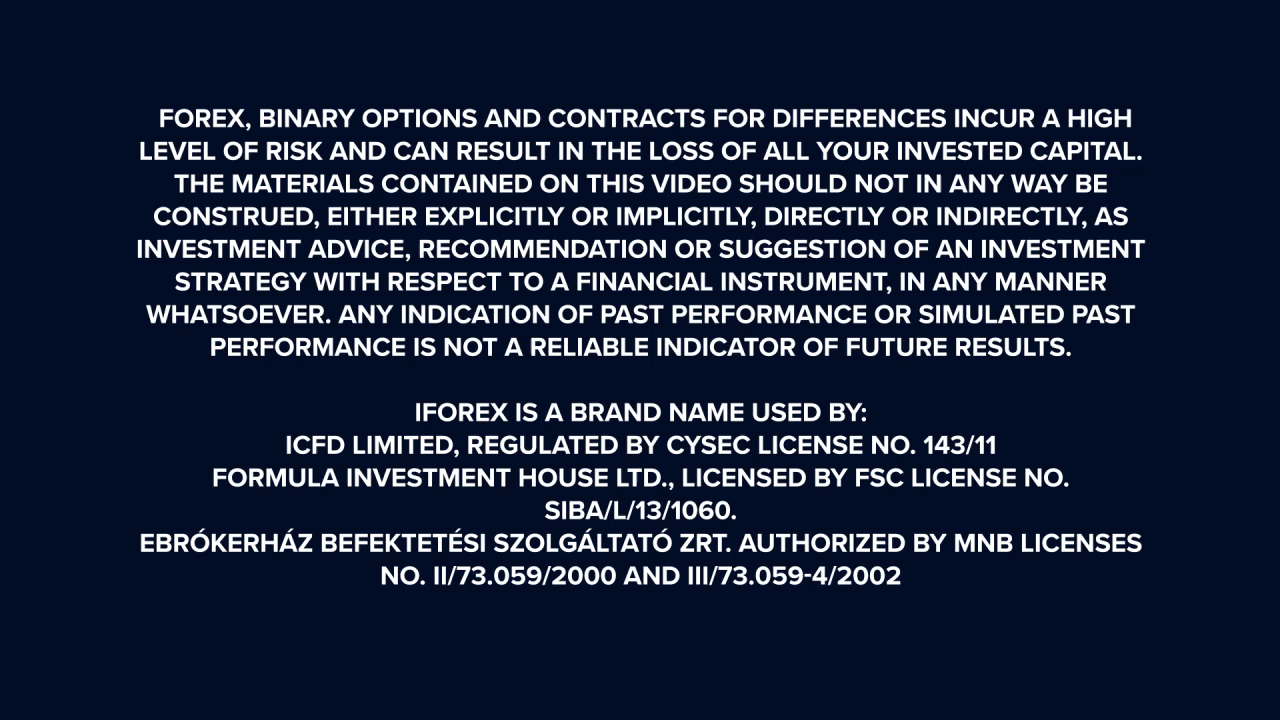 FOREX, BINARY OPTIONS AND CONTRACTS FOR DIFFERENCES INCUR A HIGH
LEVEL OF RISK AND CAN RESULT IN THE LOSS OF ALL YOUR INVESTED CAPITAL.
THE MATERIALS CONTAINED ON THIS VIDEO SHOULD NOT IN ANY WAY BE
CONSTRUED, EITHER EXPLICITLY OR IMPLICITLY, DIRECTLY OR INDIRECTLY, AS
INVESTMENT ADVICE, RECOMMENDATION OR SUGGESTION OF AN INVESTMENT
STRATEGY WITH RESPECT TO A FINANCIAL INSTRUMENT, IN ANY MANNER
WHATSOEVER. ANY INDICATION OF PAST PERFORMANCE OR SIMULATED PAST
PERFORMANCE IS NOT A RELIABLE INDICATOR OF FUTURE RESULTS.
IFOREX IS A BRAND NAME USED BY:
ICFD LIMITED, REGULATED BY CYSEC LICENSE NO. 143/11
FORMULA INVESTMENT HOUSE LTD., LICENSED BY FSC LICENSE NO.
SIBA/L/13/1060.
EBRÓKERHÁZ BEFEKTETÉSI SZOLGÁLTATÓ ZRT. AUTHORIZED BY MNB LICENSES
NO. II/73.059/2000 AND III/73.059-4/2002